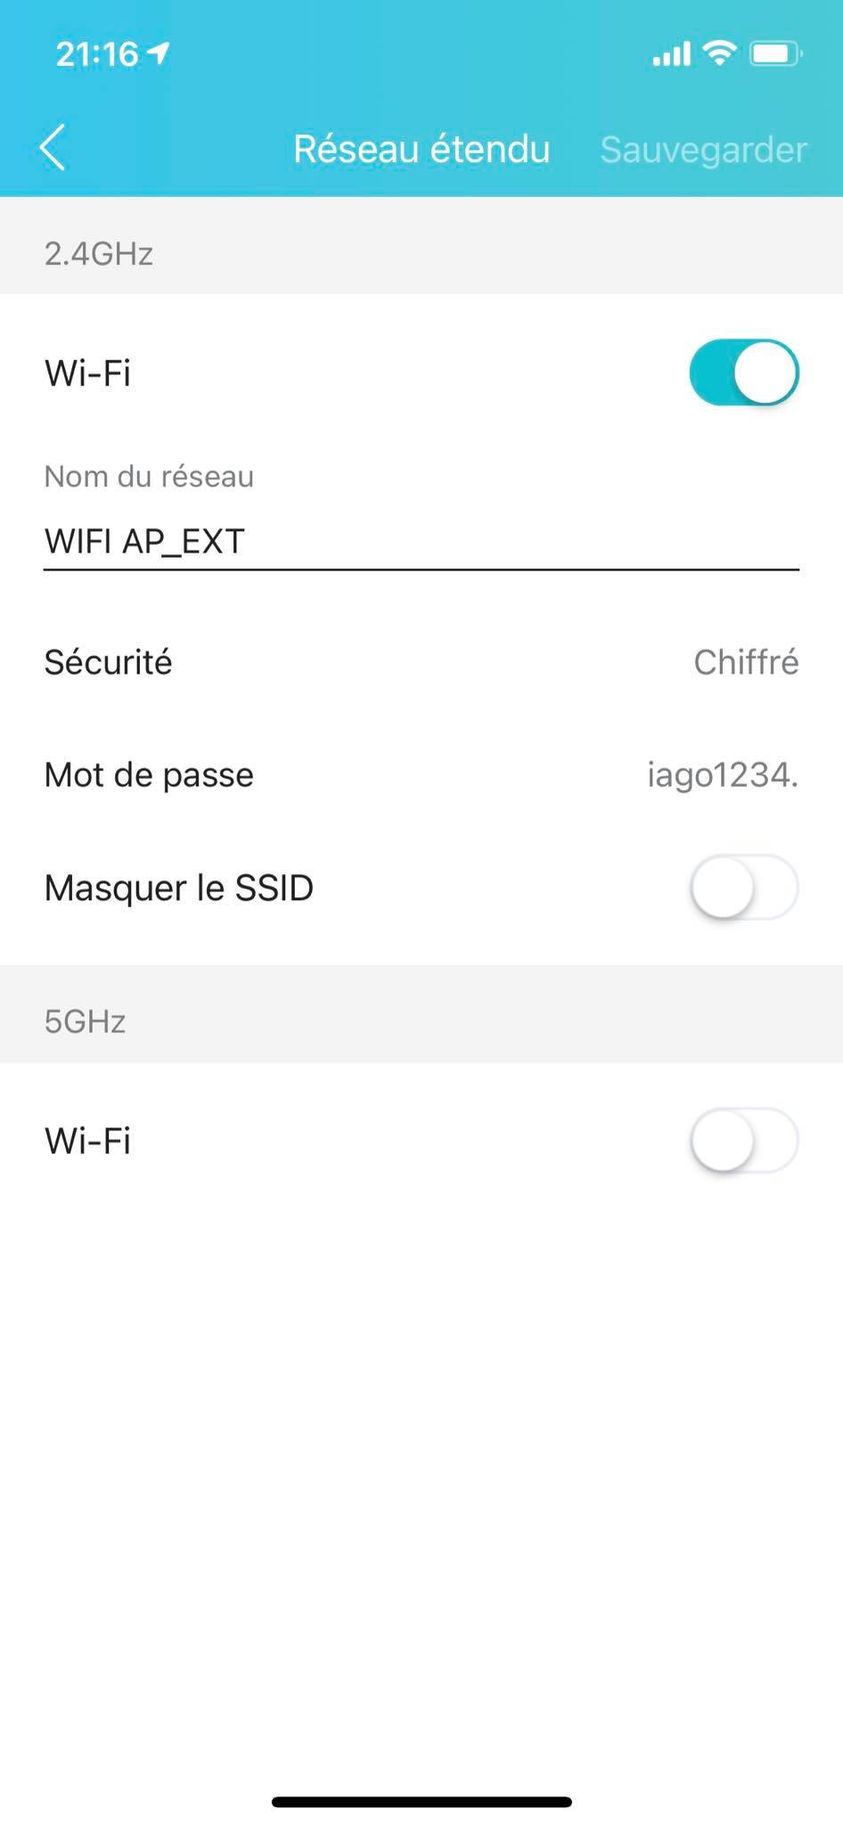 21:16
Réseau étendu
Sauvegarder
2.4GHz
Wi-Fi
Nom du réseau
WIFI AP_EXT
Sécurité
Chiffré
Mot de passe
iago1234.
Masquer le SSID
5GHz
Wi-Fi